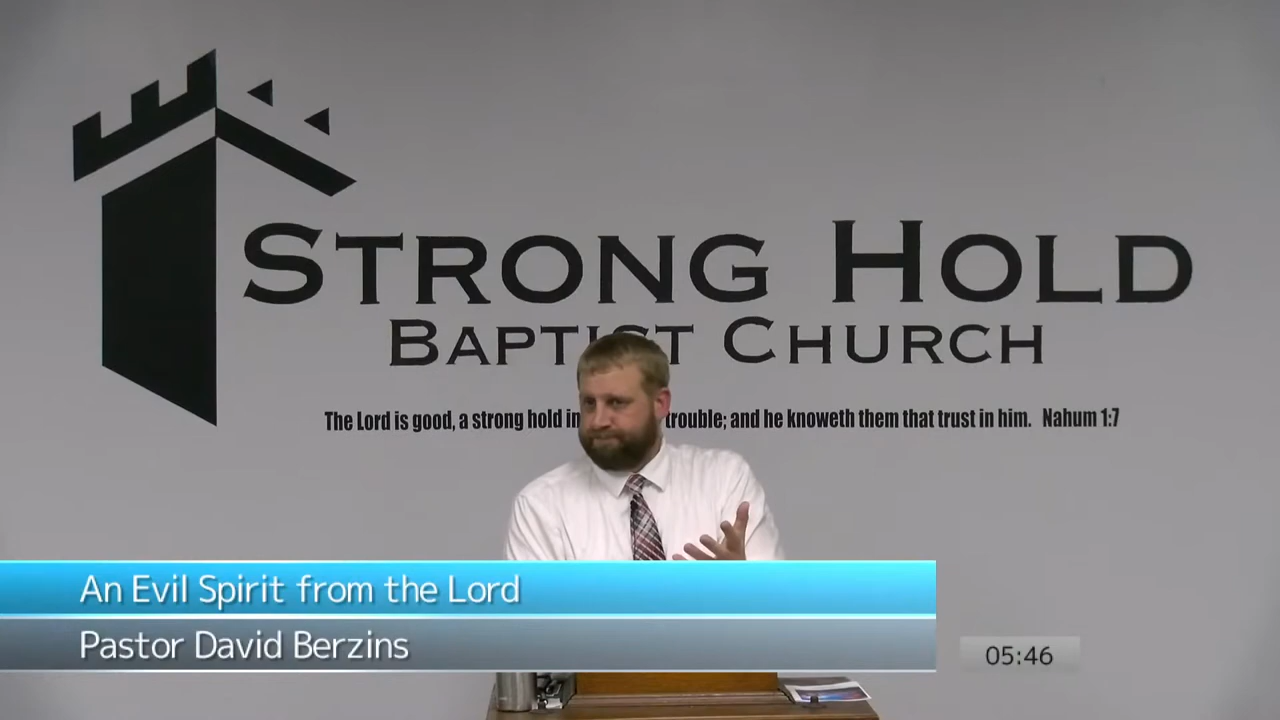 STRONG HOLD
BAPTIST CHURCH
The Lord is good, a strong hold in trouble; and he knoweth them that trust in him. Nahum 1:7
An Evil Spirit from the Lord
Pastor David Berzins
05:46